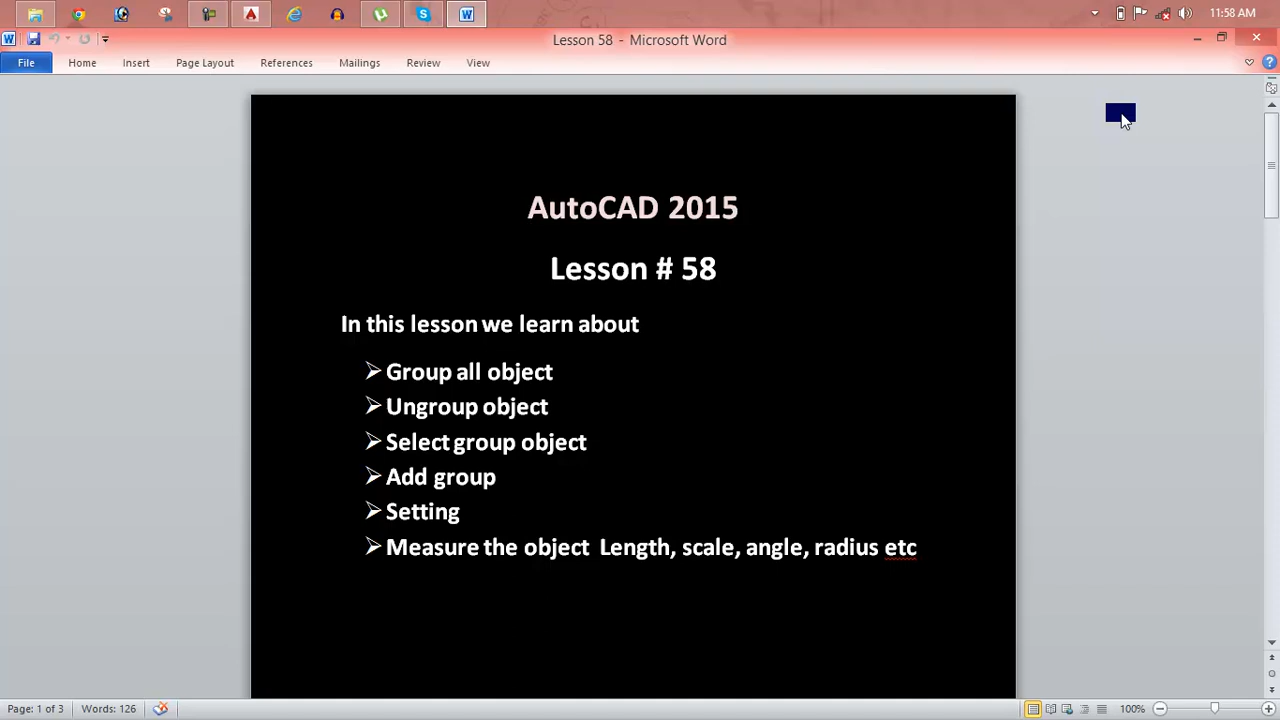 11:58 AM
Lesson 58 - Microsoft Word
File Home Insert Page Layout References Mailings Review View
AutoCAD 2015
Lesson # 58
In this lesson we learn about
➢ Group all object
➢ Ungroup object
➢ Select group object
➢ Add group
➢ Setting
➢ Measure the object  Length, scale, angle, radius etc
Page: 1 of 3 Words: 126 100%